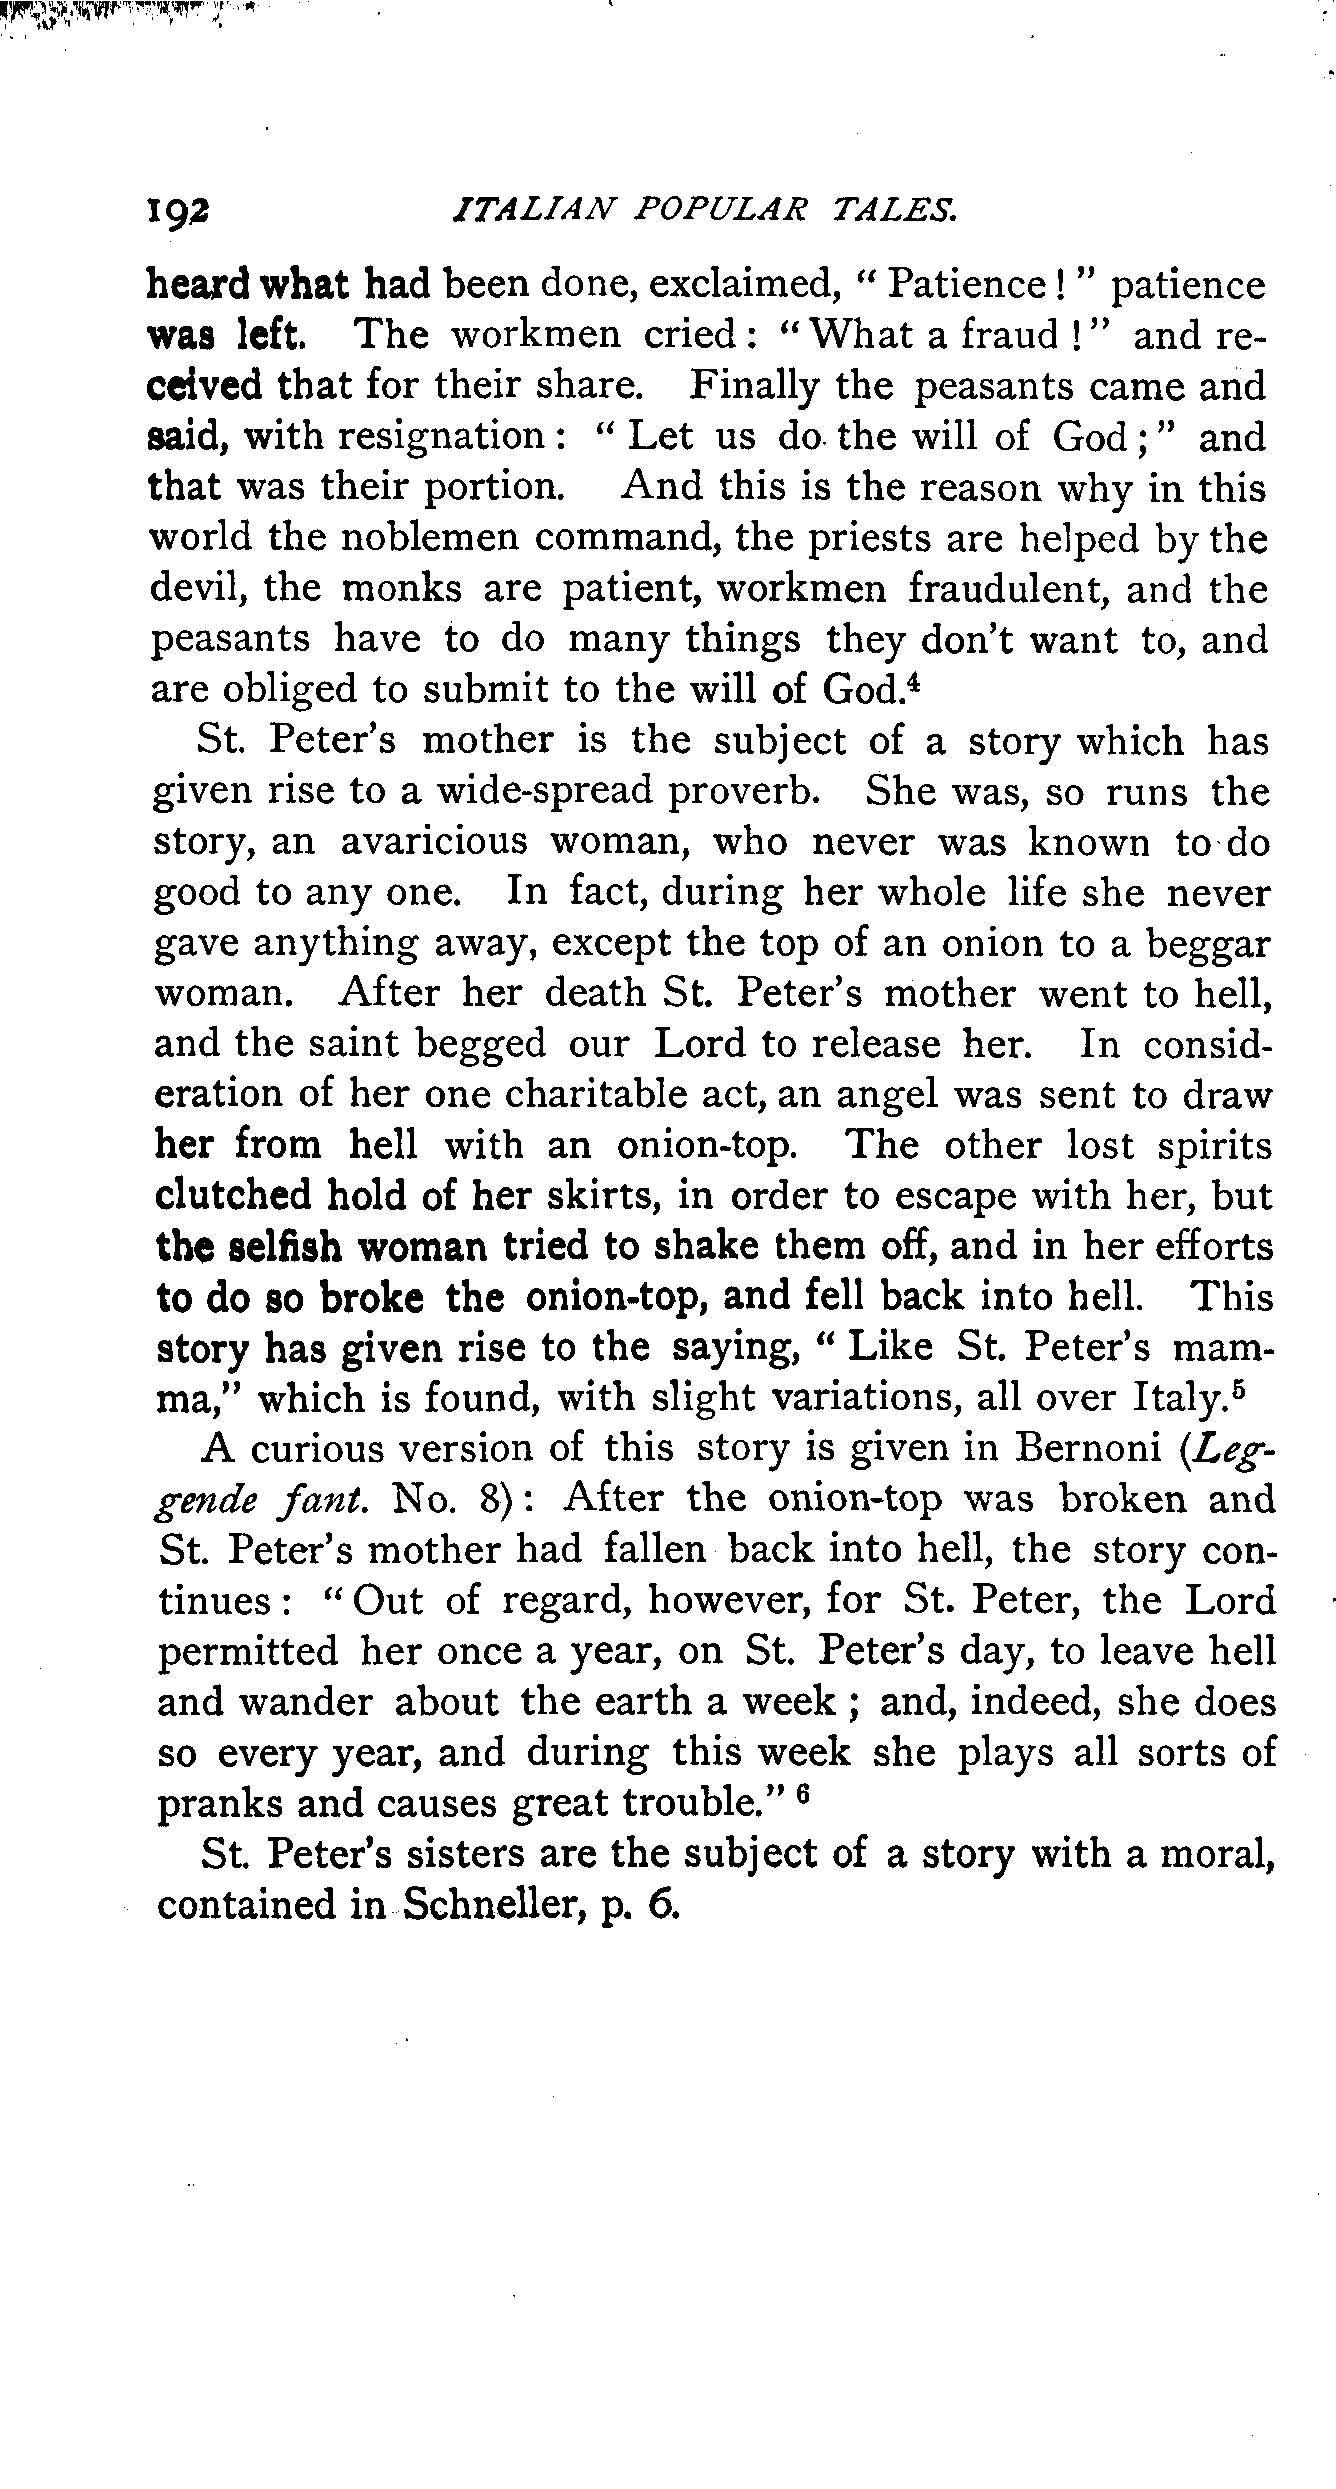 192 ITALIAN POPULAR TALES.
heard what had been done, exclaimed, “ Patience ! ” patience
was left. The workmen cried : “ What a fraud ! ” and re-
ceived that for their share. Finally the peasants came and
said, with resignation : “ Let us do the will of God ; ” and
that was their portion. And this is the reason why in this
world the noblemen command, the priests are helped by the
devil, the monks are patient, workmen fraudulent, and the
peasants have to do many things they don’t want to, and
are obliged to submit to the will of God.⁴
St. Peter’s mother is the subject of a story which has
given rise to a wide-spread proverb. She was, so runs the
story, an avaricious woman, who never was known to do
good to any one. In fact, during her whole life she never
gave anything away, except the top of an onion to a beggar
woman. After her death St. Peter’s mother went to hell,
and the saint begged our Lord to release her. In consid-
eration of her one charitable act, an angel was sent to draw
her from hell with an onion-top. The other lost spirits
clutched hold of her skirts, in order to escape with her, but
the selfish woman tried to shake them off, and in her efforts
to do so broke the onion-top, and fell back into hell. This
story has given rise to the saying, “ Like St. Peter’s mam-
ma,” which is found, with slight variations, all over Italy.⁵
A curious version of this story is given in Bernoni (Leg-
gende fant. No. 8) : After the onion-top was broken and
St. Peter’s mother had fallen back into hell, the story con-
tinues : “ Out of regard, however, for St. Peter, the Lord
permitted her once a year, on St. Peter’s day, to leave hell
and wander about the earth a week ; and, indeed, she does
so every year, and during this week she plays all sorts of
pranks and causes great trouble.” ⁶
St. Peter’s sisters are the subject of a story with a moral,
contained in Schneller, p. 6.